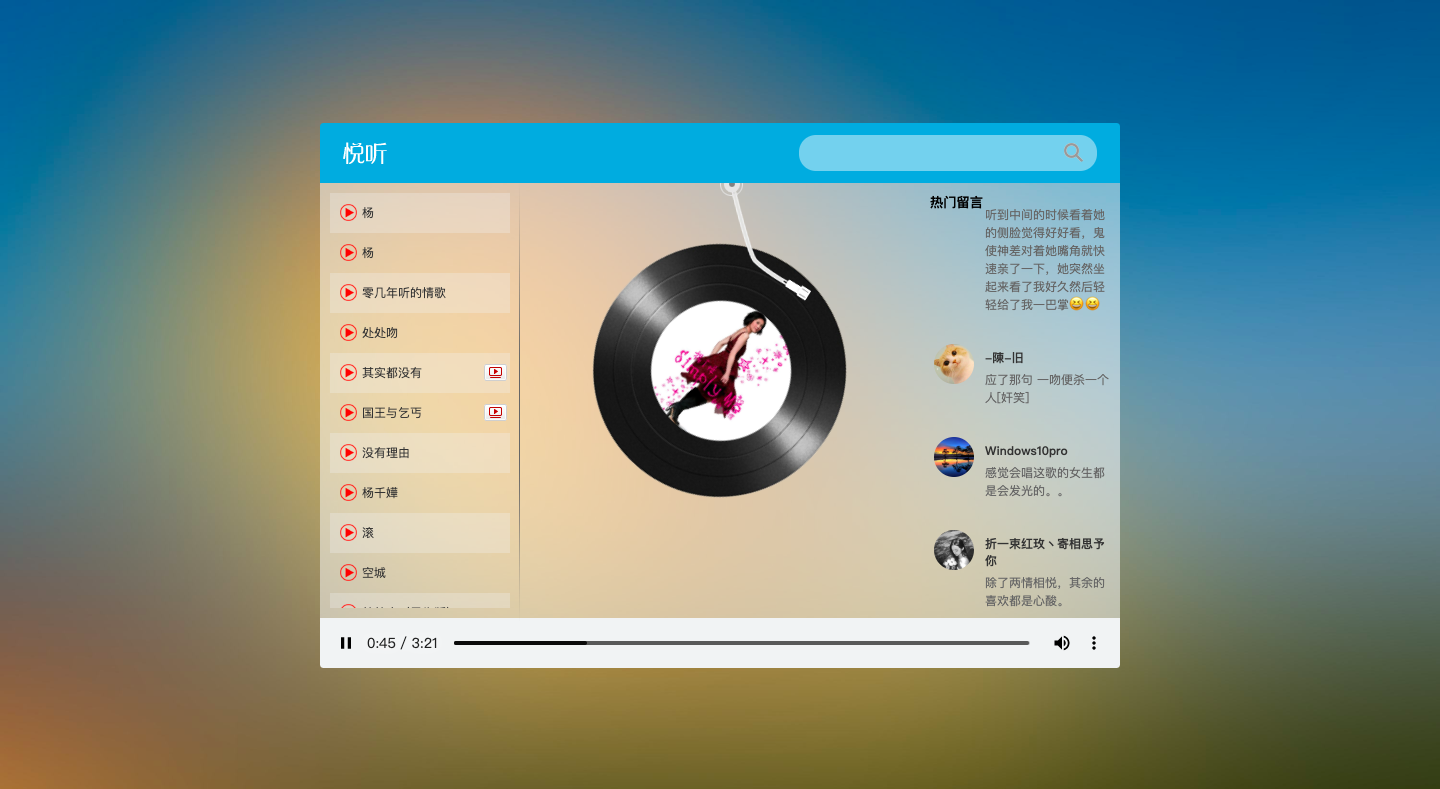 悦听
杨
杨
零几年听的情歌
处处吻
其实都没有
国王与乞丐
没有理由
杨千嬅
滚
空城
热门留言
听到中间的时候看着她
的侧脸觉得好好看，鬼
使神差对着她嘴角就快
速亲了一下，她突然坐
起来看了我好久然后轻
轻给了我一巴掌😄😄
-陳-旧
应了那句 一吻便杀一个
人[奸笑]
Windows10pro
感觉会唱这歌的女生都
是会发光的。。
折一束红玫丶寄相思予
你
除了两情相悦，其余的
喜欢都是心酸。
0:45 / 3:21